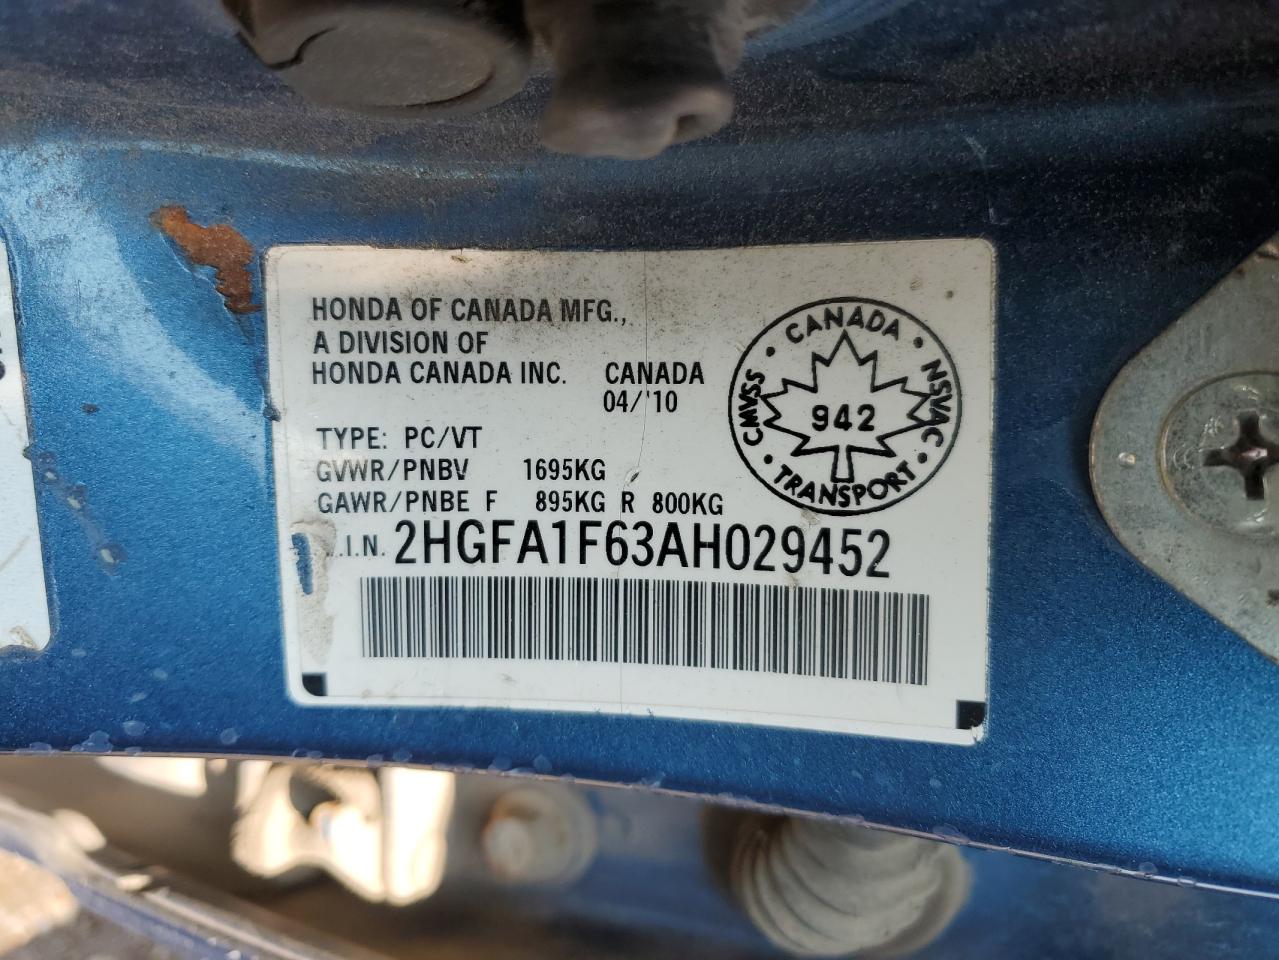 HONDA OF CANADA MFG.,
A DIVISION OF
HONDA CANADA INC. CANADA
04/'10
TYPE: PC/VT
GVWR/PNBV 1695KG
GAWR/PNBE F 895KG R 800KG
.I.N. 2HGFA1F63AH029452
CANADA
CMVSS
942
NSVAC
TRANSPORT